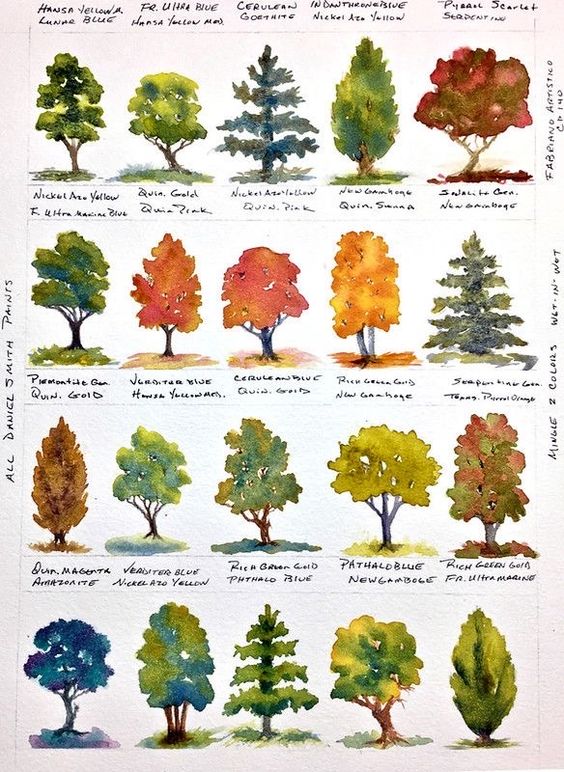 Hansa Yellow M.
Lunar Blue
Fr. Ultra Blue
Hansa Yellow Med.
Cerulean
Goethite
Indanthrone Blue
Nickel Azo Yellow
Pyrrol Scarlet
Serpentine
Nickel Azo Yellow
F. Ultramarine Blue
Quin. Gold
Quin. Pink
Nickel Azo Yellow
Quin. Pink
New Gamboge
Quin. Sienna
Gen.
New Gamboge
Piemontite Gen.
Quin. Gold
Verditer Blue
Hansa Yellow Med.
Cerulean Blue
Quin. Gold
Rich Green Gold
New Gamboge
Serpentine Gen.
Trans. Pyrrol Orange
Quin. Magenta
Amazonite
Verditer Blue
Nickel Azo Yellow
Rich Green Gold
Phthalo Blue
Pathalo Blue
New Gamboge
Rich Green Gold
Fr. Ultramarine
All Daniel Smith Paints
Fabriano Artistico
CP 140
Mingle 2 Colors Wet-in-Wet